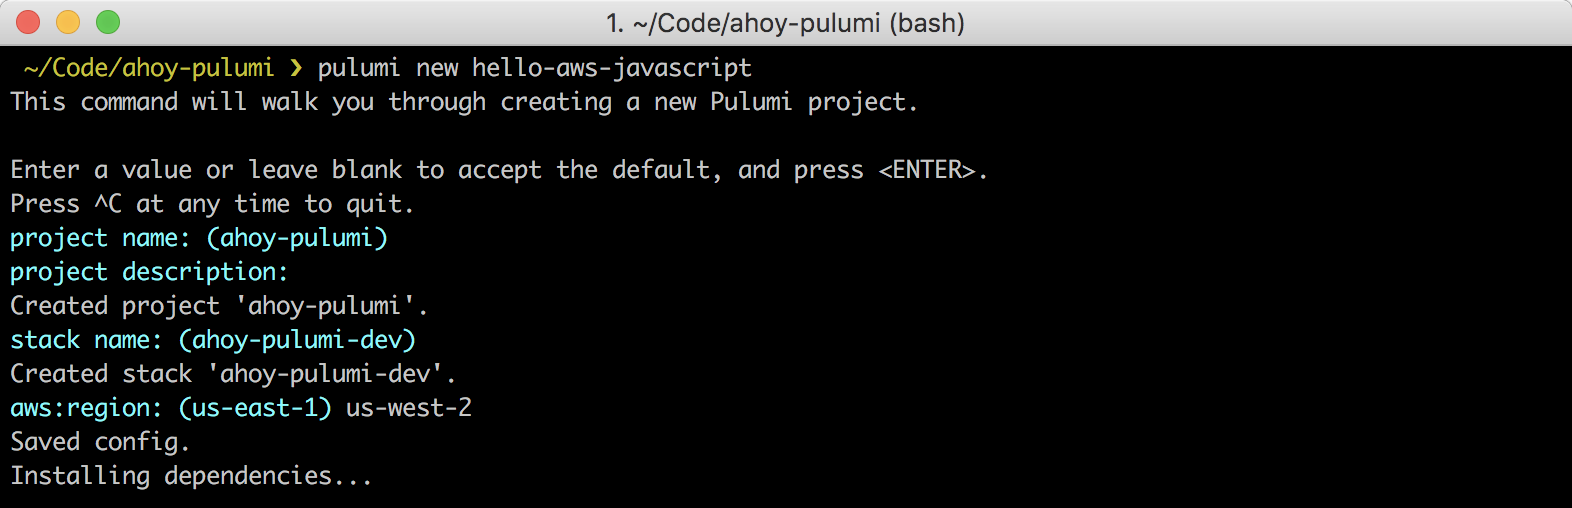 1. ~/Code/ahoy-pulumi (bash)
~/Code/ahoy-pulumi ❯ pulumi new hello-aws-javascript
This command will walk you through creating a new Pulumi project.
Enter a value or leave blank to accept the default, and press <ENTER>.
Press ^C at any time to quit.
project name: (ahoy-pulumi)
project description:
Created project 'ahoy-pulumi'.
stack name: (ahoy-pulumi-dev)
Created stack 'ahoy-pulumi-dev'.
aws:region: (us-east-1) us-west-2
Saved config.
Installing dependencies...